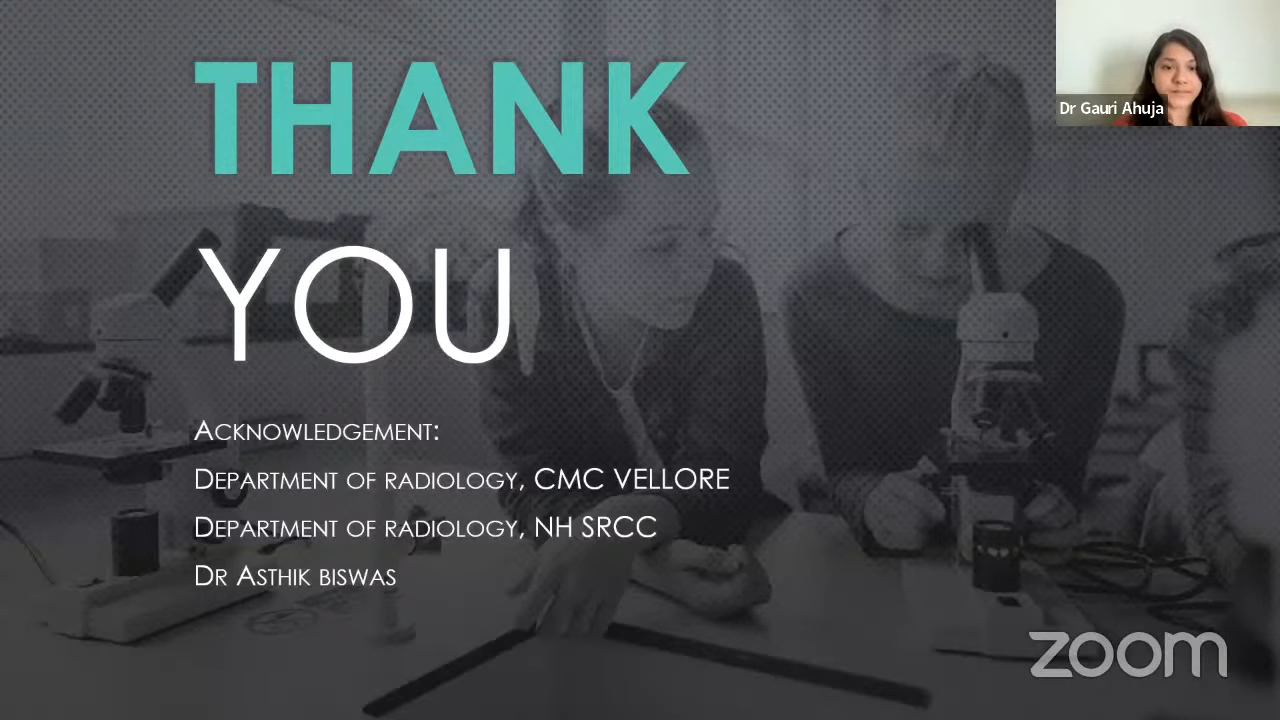 THANK
YOU
Dr Gauri Ahuja
ACKNOWLEDGEMENT:
DEPARTMENT OF RADIOLOGY, CMC VELLORE
DEPARTMENT OF RADIOLOGY, NH SRCC
DR ASTHIK BISWAS
zoom